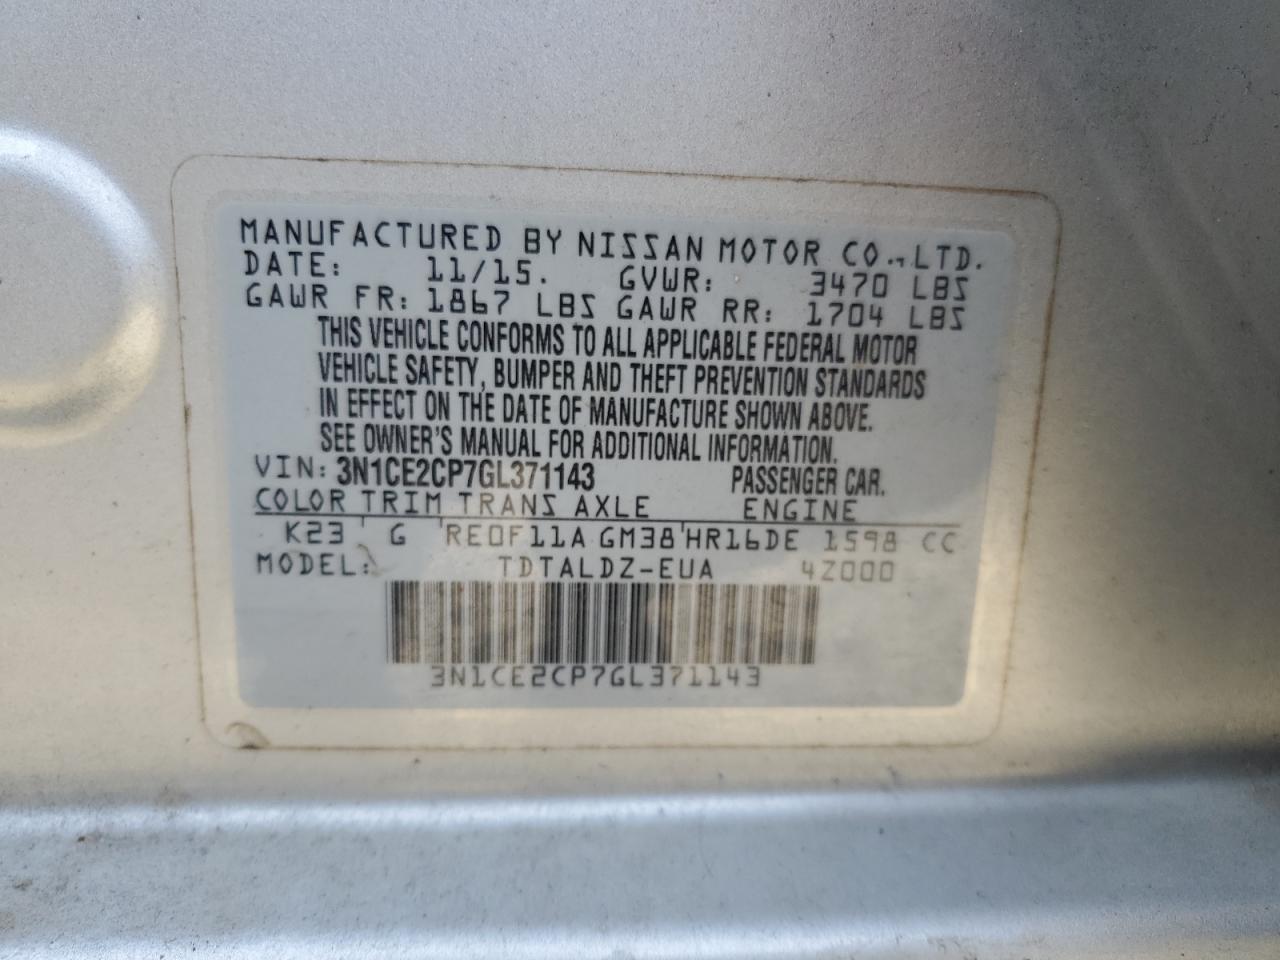 MANUFACTURED BY NISSAN MOTOR CO., LTD.
DATE: 11/15. GVWR: 3470 LBS
GAWR FR: 1867 LBS GAWR RR: 1704 LBS
THIS VEHICLE CONFORMS TO ALL APPLICABLE FEDERAL MOTOR
VEHICLE SAFETY, BUMPER AND THEFT PREVENTION STANDARDS
IN EFFECT ON THE DATE OF MANUFACTURE SHOWN ABOVE.
SEE OWNER'S MANUAL FOR ADDITIONAL INFORMATION.
VIN: 3N1CE2CP7GL371143 PASSENGER CAR.
COLOR TRIM TRANS AXLE ENGINE
K23 G RE0F11A GM38 HR16DE 1598 CC
MODEL: TDTALDZ-EUA 4Z000
3N1CE2CP7GL371143